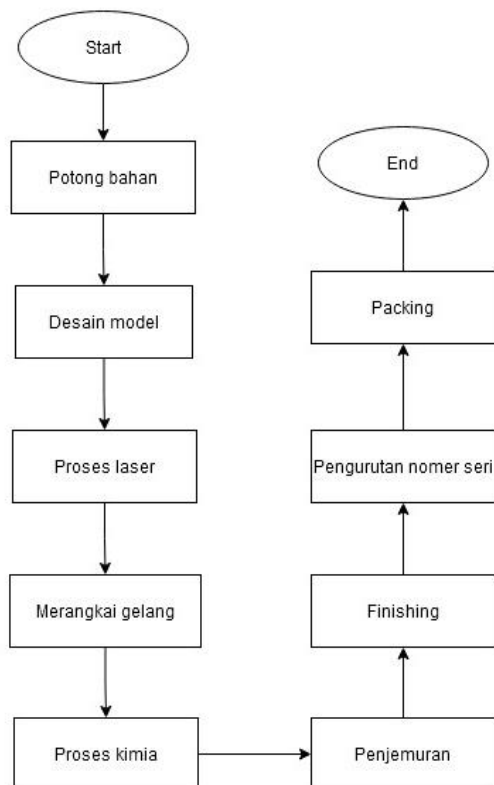 Start
Potong bahan
Desain model
Proses laser
Merangkai gelang
Proses kimia
Penjemuran
Finishing
Pengurutan nomer seri
Packing
End